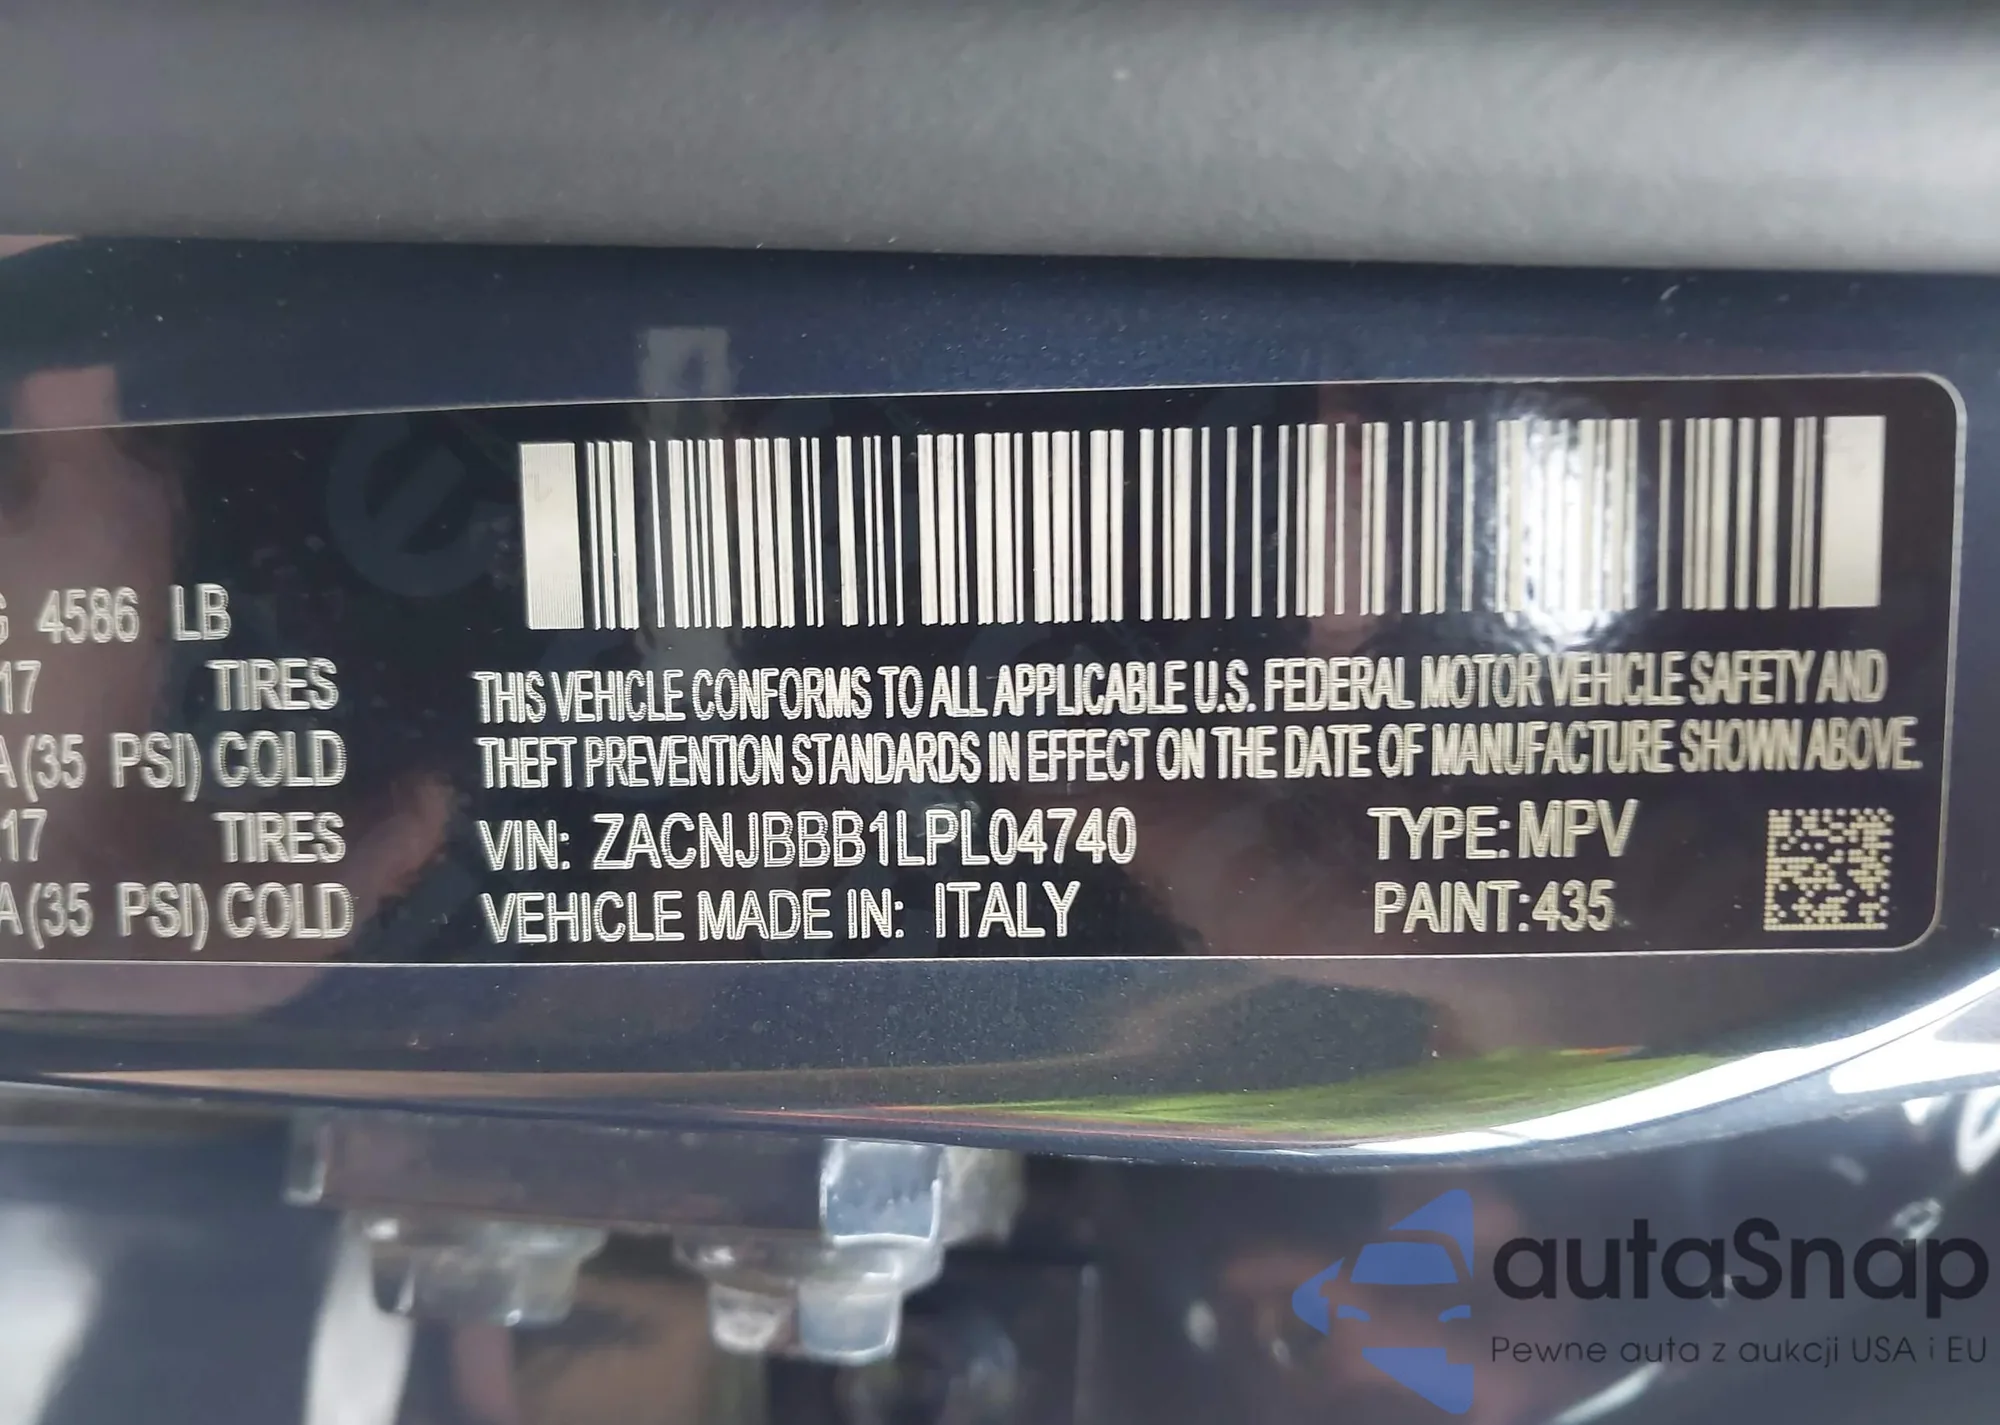 G 4586 LB
17 TIRES
A(35 PSI) COLD
17 TIRES
A(35 PSI) COLD
THIS VEHICLE CONFORMS TO ALL APPLICABLE U.S. FEDERAL MOTOR VEHICLE SAFETY AND
THEFT PREVENTION STANDARDS IN EFFECT ON THE DATE OF MANUFACTURE SHOWN ABOVE.
VIN: ZACNJBBB1LPL04740 TYPE: MPV
VEHICLE MADE IN: ITALY PAINT:435
autaSnap
Pewne auta z aukcji USA i EU